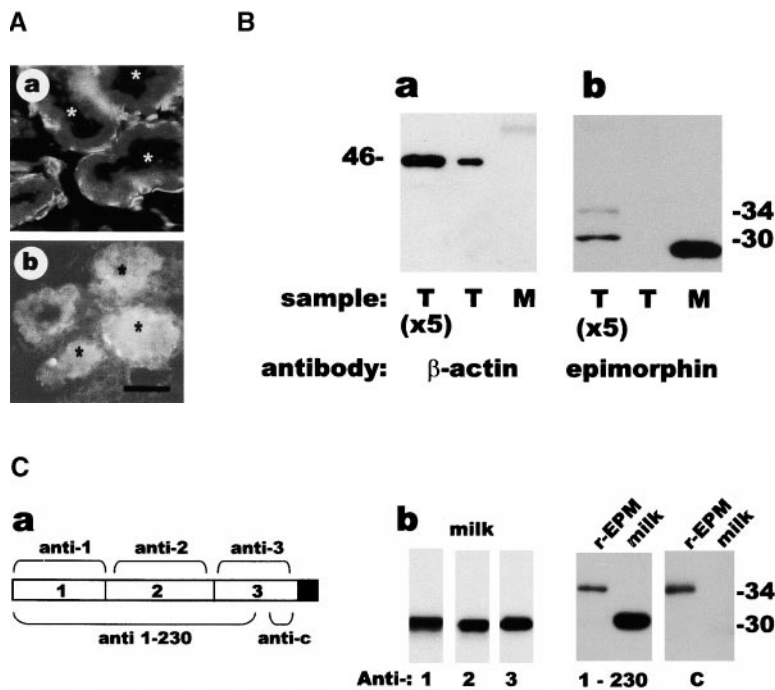 A
B
a
*
*
*
b
*
*
*
a
b
46-
-34
-30
sample: T T M T T M
(x5) (x5)
antibody: β-actin epimorphin
C
a
anti-1 anti-2 anti-3
1 2 3
anti 1-230 anti-c
b
milk
r-EPM milk r-EPM milk
-34
-30
Anti-: 1 2 3 1 - 230 C